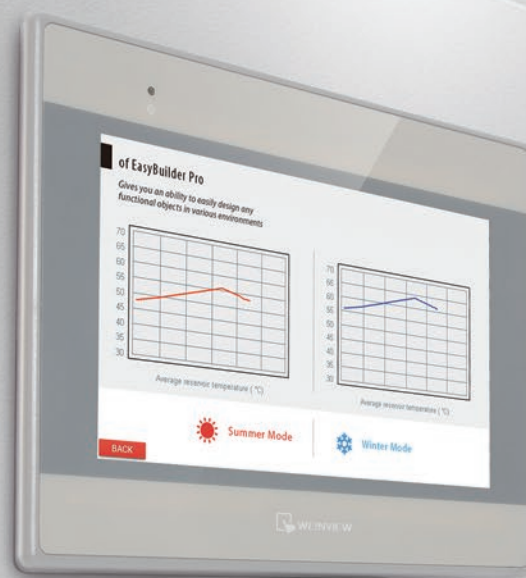 of EasyBuilder Pro
Gives you an ability to easily design any
functional objects in various environments
70
65
60
55
50
45
40
35
30
Average reservoir temperature ( °C)
Summer Mode
70
65
60
55
50
45
40
35
30
Average reservoir temperature ( °C)
Winter Mode
BACK
WEINVIEW